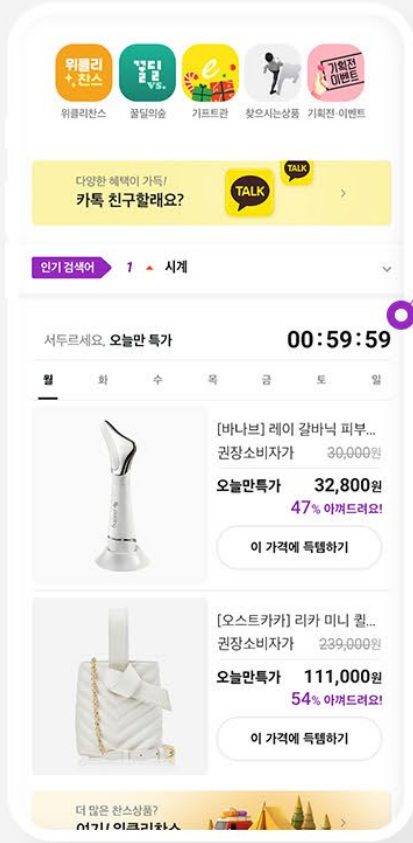 위클리
찬스
꿀딜
VS.
e
기획전
이벤트
위클리찬스
꿀딜의숲
기프트관
찾으시는상품
기획전·이벤트
다양한 혜택이 가득!
카톡 친구할래요?
TALK
TALK
인기 검색어 1 시계
서두르세요, 오늘만 특가 00:59:59
월 화 수 목 금 토 일
[바나브] 레이 갈바닉 피부...
권장소비자가 30,000원
오늘만특가 32,800원
47% 아껴드려요!
이 가격에 득템하기
[오스트카카] 리카 미니 퀼...
권장소비자가 239,000원
오늘만특가 111,000원
54% 아껴드려요!
이 가격에 득템하기
더 많은 찬스상품?
여기! 위클리찬스